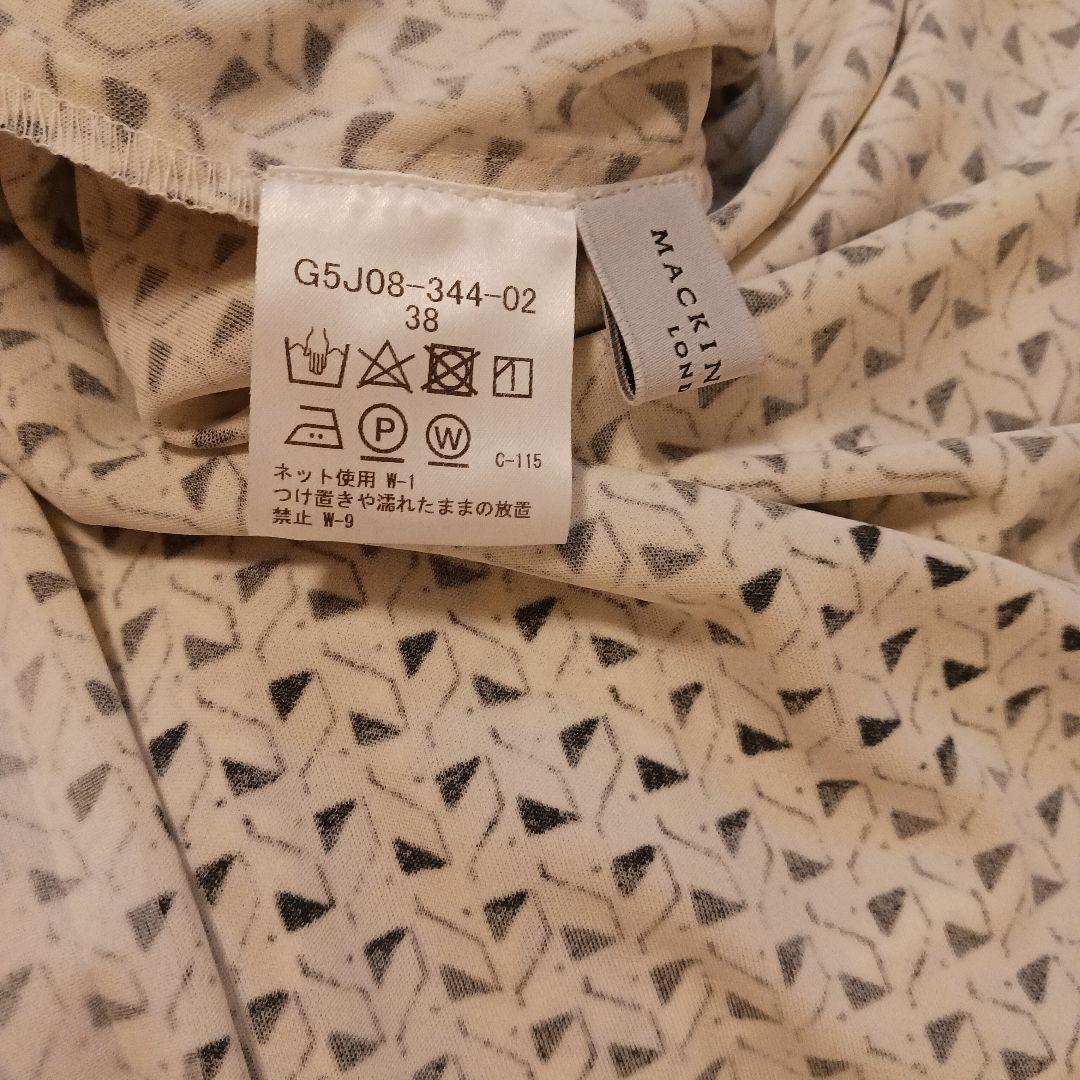 G5J08-344-02
38
P
W
C-115
ネット使用 W-1
つけ置きや濡れたままの放置
禁止 W-9
MACKIN
LOND